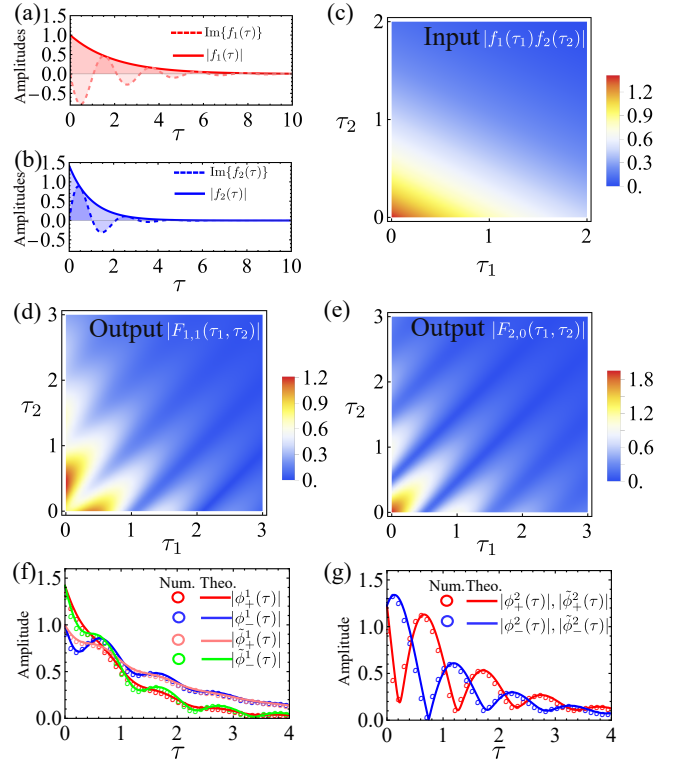 (a)
1.5
1.0
0.5
0.0
−0.5
Amplitudes
Im{f₁(τ)}
|f₁(τ)|
0 2 4 6 8 10
τ
(b)
1.5
1.0
0.5
0.0
−0.5
Amplitudes
Im{f₂(τ)}
|f₂(τ)|
0 2 4 6 8 10
τ
(c)
Input |f₁(τ₁)f₂(τ₂)|
2
1
0
τ₂
0 1 2
τ₁
1.2
0.9
0.6
0.3
0
(d)
Output |F₁,₁(τ₁, τ₂)|
3
2
1
0
τ₂
0 1 2 3
τ₁
1.2
0.9
0.6
0.3
0.
(e)
Output |F₂,₀(τ₁, τ₂)|
3
2
1
0
τ₂
0 1 2 3
τ₁
1.8
1.2
0.6
0.
(f)
Num. Theo.
|ϕ¹₊(τ)|
|ϕ¹₋(τ)|
|ϕ̃¹₊(τ)|
|ϕ̃¹₋(τ)|
1.5
1.0
0.5
0.0
Amplitude
0 1 2 3 4
τ
(g)
Num. Theo.
|ϕ²₊(τ)|, |ϕ̃²₊(τ)|
|ϕ²₋(τ)|, |ϕ̃²₋(τ)|
1.5
1.0
0.5
0.0
Amplitude
0 1 2 3 4
τ